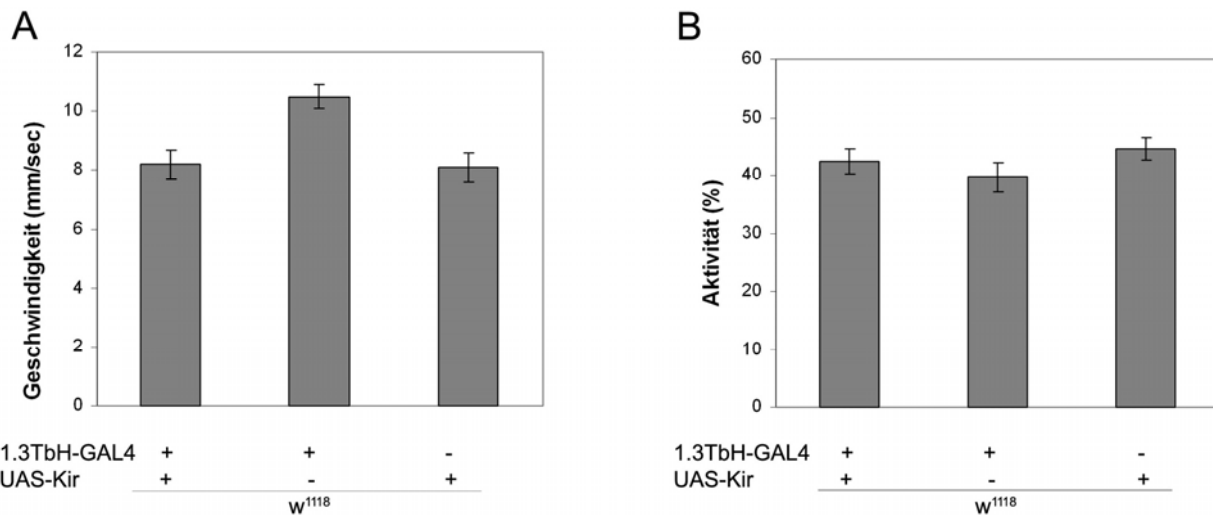 A
Geschwindigkeit (mm/sec)
12
10
8
6
4
2
0
1.3TbH-GAL4 + + -
UAS-Kir + - +
w¹¹¹⁸
B
Aktivität (%)
60
50
40
30
20
10
0
1.3TbH-GAL4 + + -
UAS-Kir + - +
w¹¹¹⁸